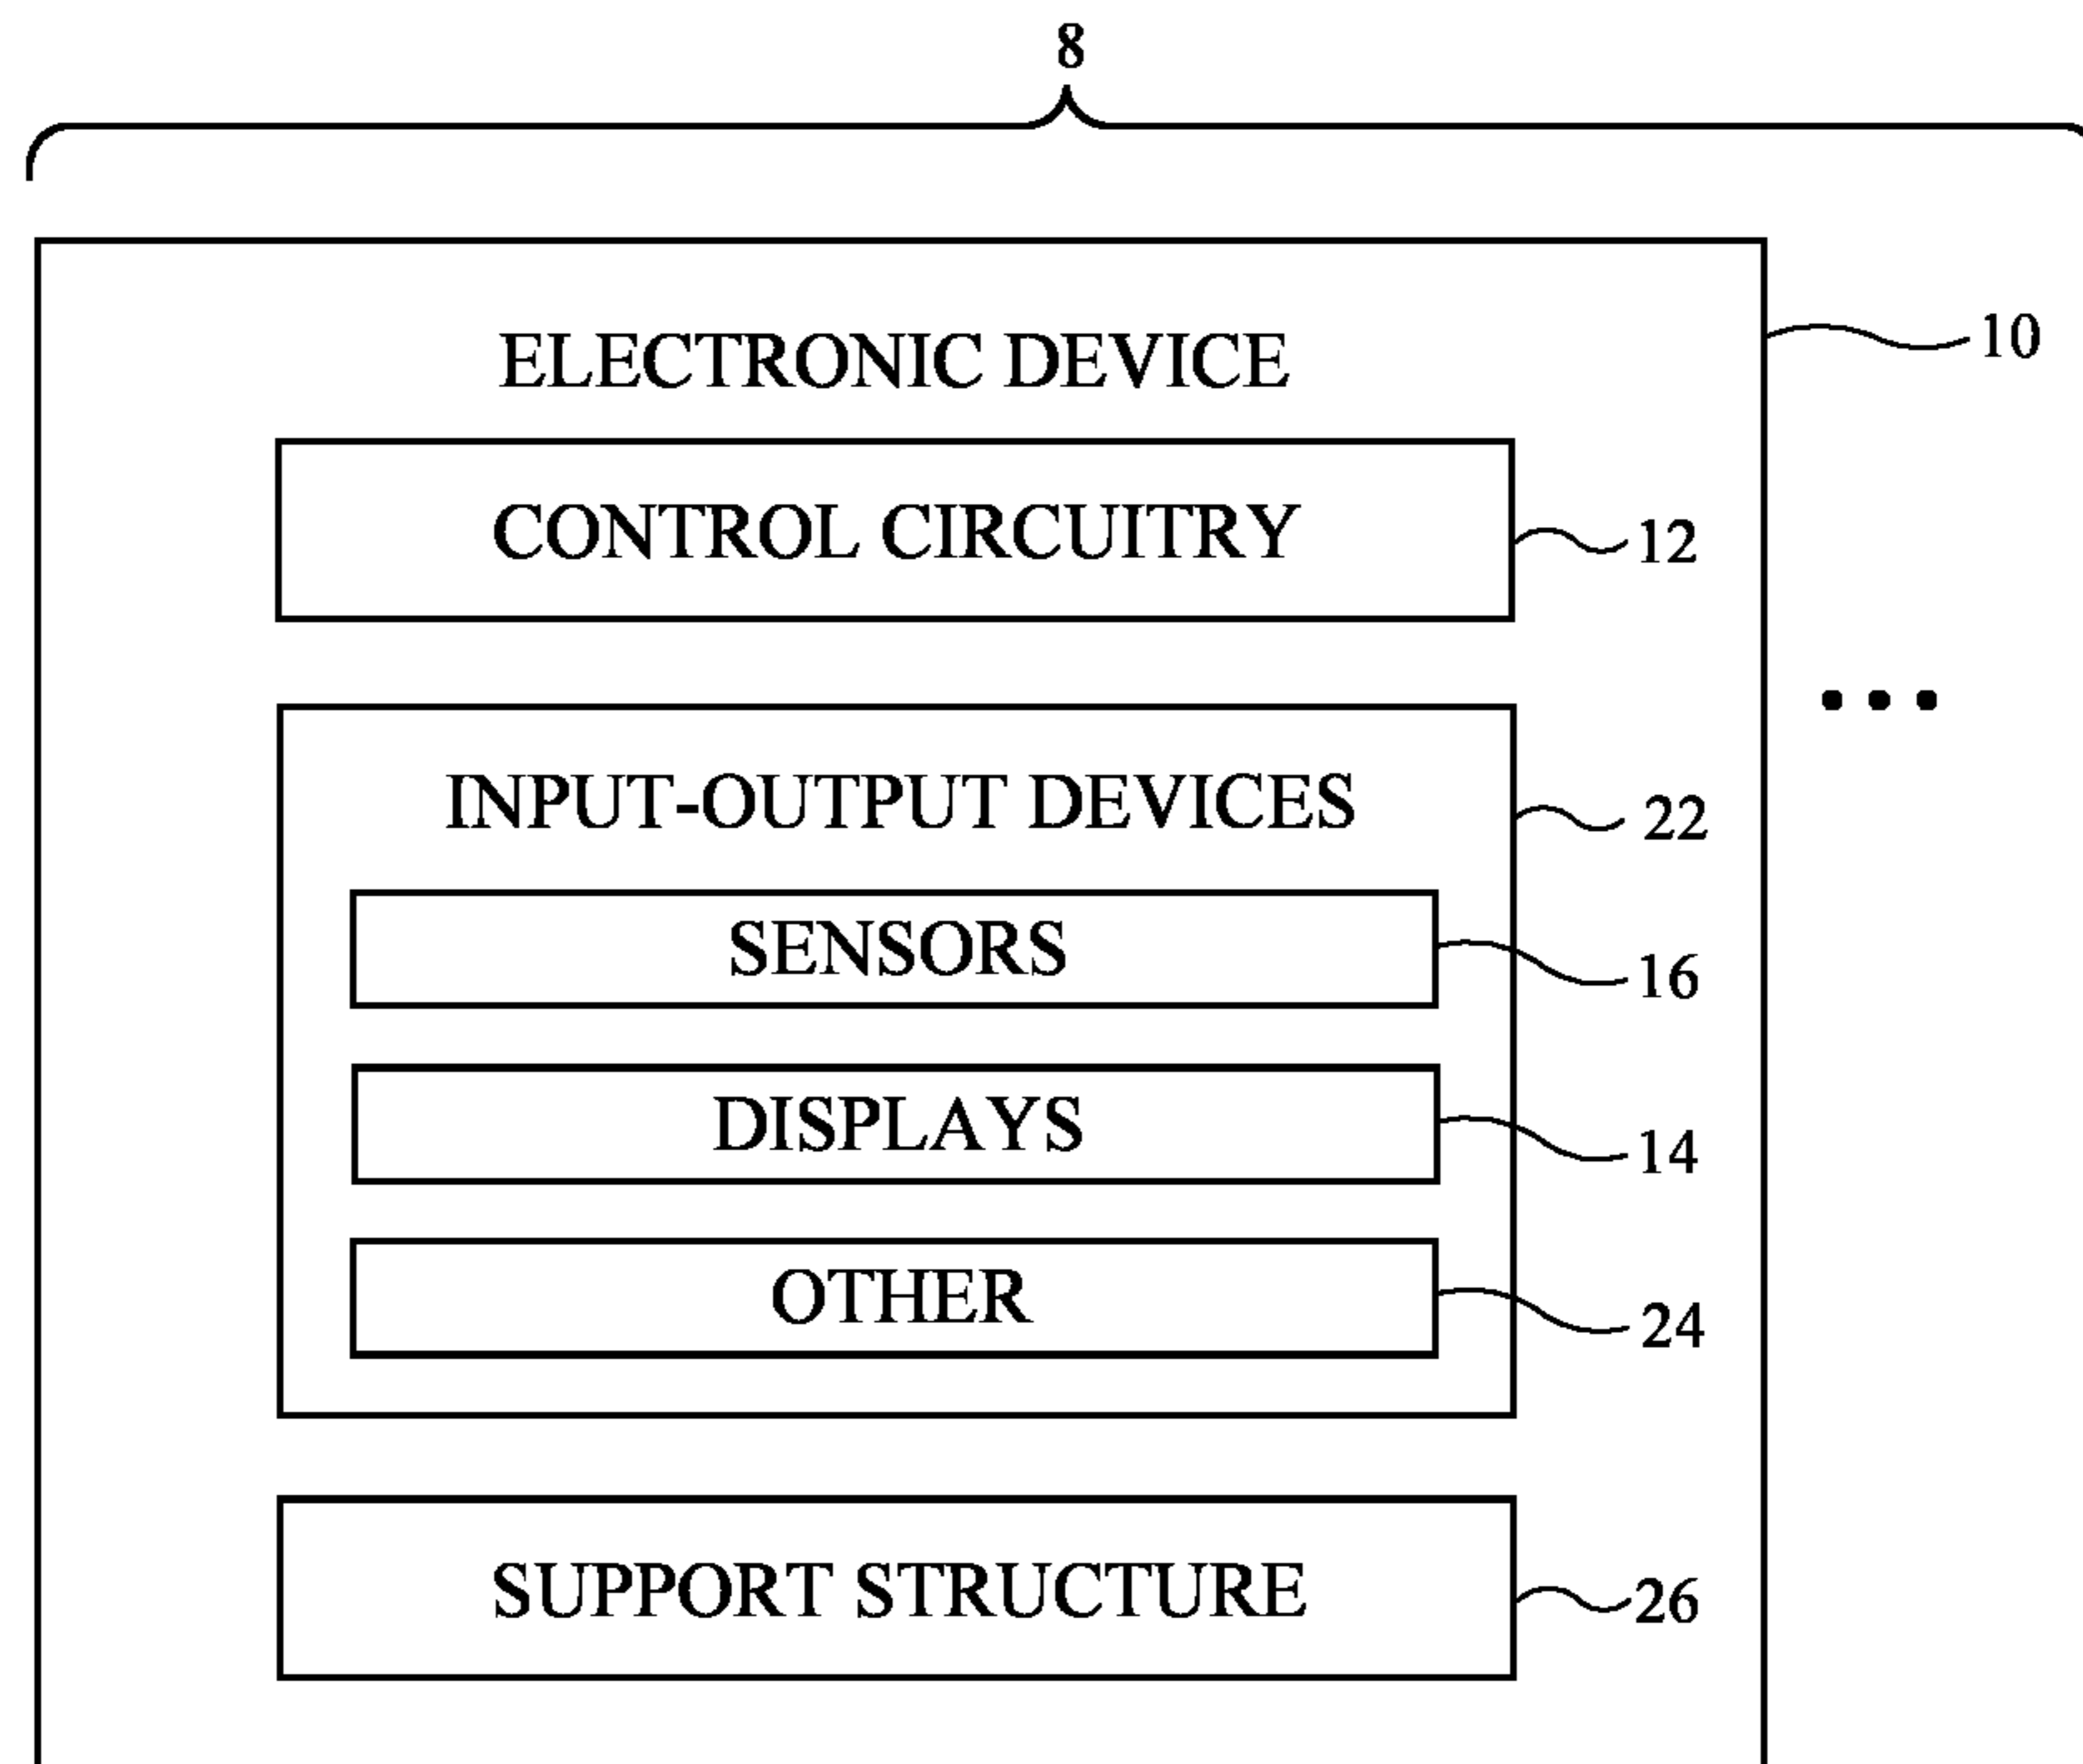 8
ELECTRONIC DEVICE
10
CONTROL CIRCUITRY
12
...
INPUT-OUTPUT DEVICES
22
SENSORS
16
DISPLAYS
14
OTHER
24
SUPPORT STRUCTURE
26